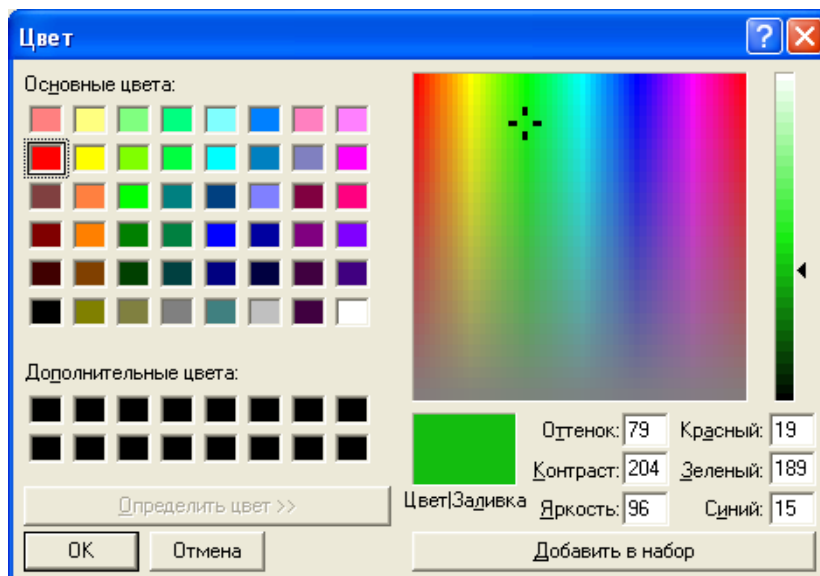 Цвет
Основные цвета:
Дополнительные цвета:
Определить цвет >>
OK
Отмена
Цвет|Заливка
Оттенок: 79
Контраст: 204
Яркость: 96
Красный: 19
Зеленый: 189
Синий: 15
Добавить в набор